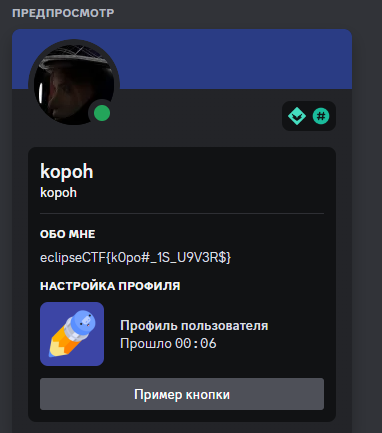 ПРЕДПРОСМОТР
kopoh
kopoh
ОБО МНЕ
eclipseCTF{k0po#_1S_U9V3R$}
НАСТРОЙКА ПРОФИЛЯ
Профиль пользователя
Прошло 00:06
Пример кнопки